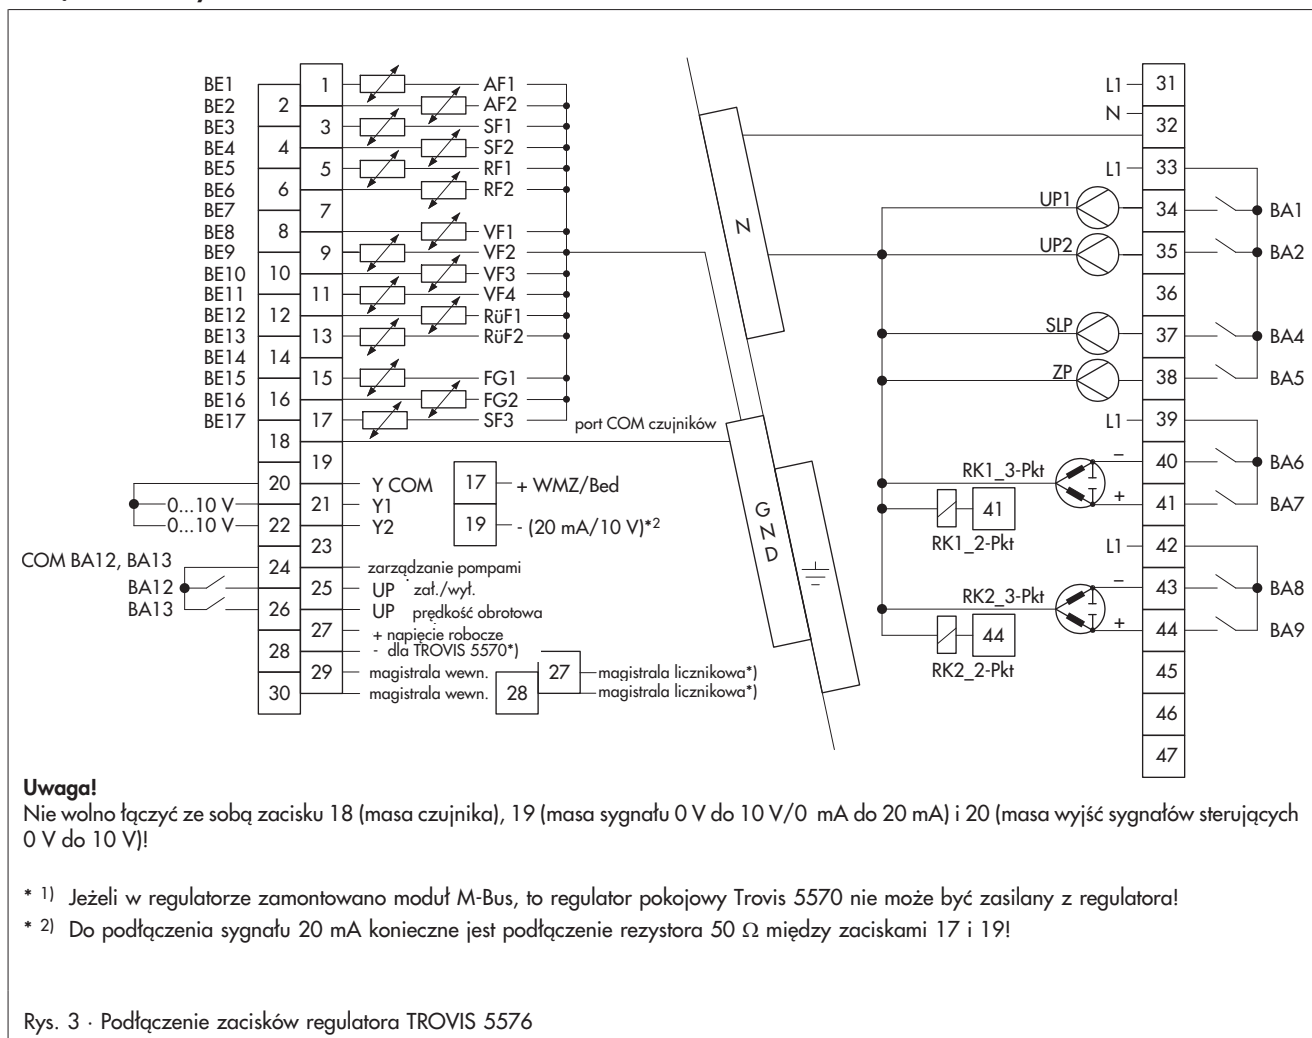 BE1 1 AF1
BE2 2 AF2
BE3 3 SF1
BE4 4 SF2
BE5 5 RF1
BE6 6 RF2
BE7 7
BE8 8 VF1
BE9 9 VF2
BE10 10 VF3
BE11 11 VF4
BE12 12 RüF1
BE13 13 RüF2
BE14 14
BE15 15 FG1
BE16 16 FG2
BE17 17 SF3
port COM czujników
18
19
20 Y COM 17 + WMZ/Bed
0...10 V 21 Y1
0...10 V 22 Y2 19 - (20 mA/10 V)*2
23
COM BA12, BA13
24 zarządzanie pompami
BA12 25 UP zał./wył.
BA13 26 UP prędkość obrotowa
27 + napięcie robocze
28 - dla TROVIS 5570*)
29 magistrala wewn. 27 magistrala licznikowa*)
30 magistrala wewn. 28 magistrala licznikowa*)
N
GND
L1 31
N 32
L1 33
UP1 34 BA1
UP2 35 BA2
36
SLP 37 BA4
ZP 38 BA5
L1 39
RK1_3-Pkt − 40 BA6
41 + 41 BA7
RK1_2-Pkt
L1 42
RK2_3-Pkt − 43 BA8
44 + 44 BA9
RK2_2-Pkt
45
46
47
Uwaga!
Nie wolno łączyć ze sobą zacisku 18 (masa czujnika), 19 (masa sygnału 0 V do 10 V/0 mA do 20 mA) i 20 (masa wyjść sygnałów sterujących
0 V do 10 V)!
* 1) Jeżeli w regulatorze zamontowano moduł M-Bus, to regulator pokojowy Trovis 5570 nie może być zasilany z regulatora!
* 2) Do podłączenia sygnału 20 mA konieczne jest podłączenie rezystora 50 Ω między zaciskami 17 i 19!
Rys. 3 · Podłączenie zacisków regulatora TROVIS 5576